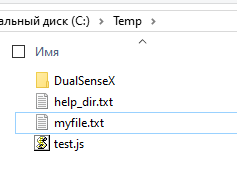 альный диск (C:) > Temp >
Имя
DualSenseX
help_dir.txt
myfile.txt
test.js